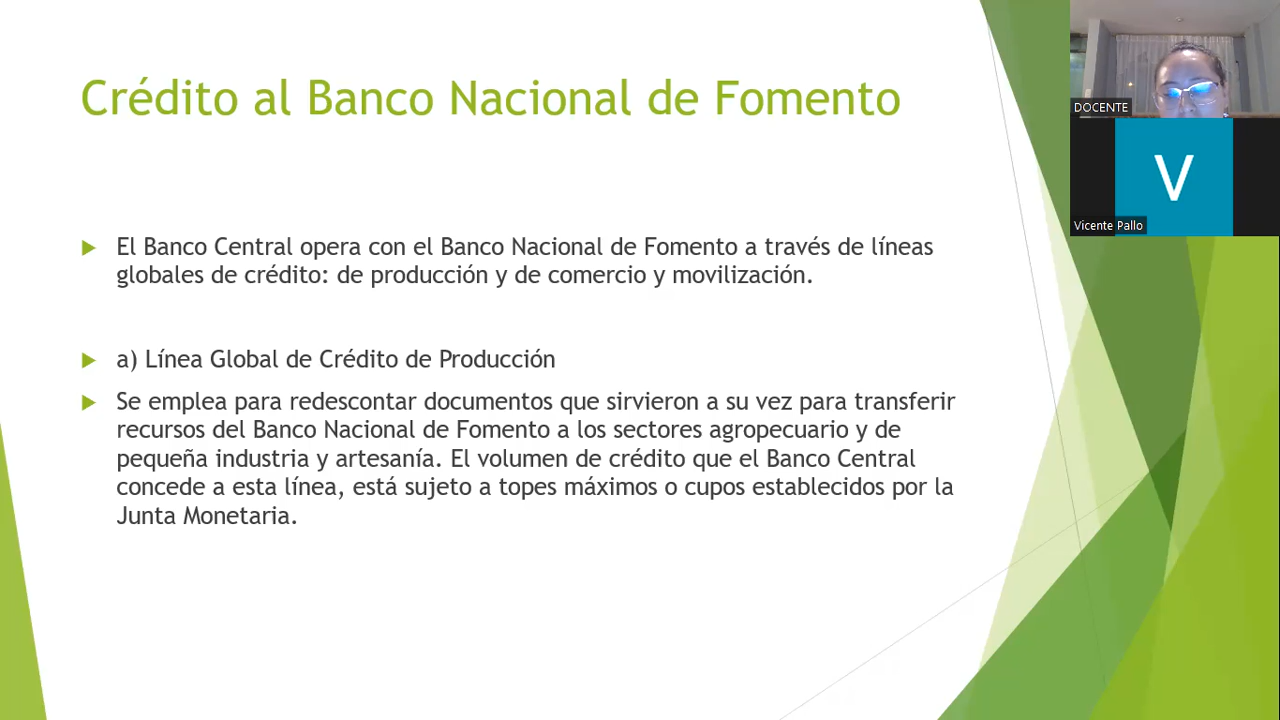 Crédito al Banco Nacional de Fomento
El Banco Central opera con el Banco Nacional de Fomento a través de líneas
globales de crédito: de producción y de comercio y movilización.
a) Línea Global de Crédito de Producción
Se emplea para redescontar documentos que sirvieron a su vez para transferir
recursos del Banco Nacional de Fomento a los sectores agropecuario y de
pequeña industria y artesanía. El volumen de crédito que el Banco Central
concede a esta línea, está sujeto a topes máximos o cupos establecidos por la
Junta Monetaria.
DOCENTE
V
Vicente Pallo